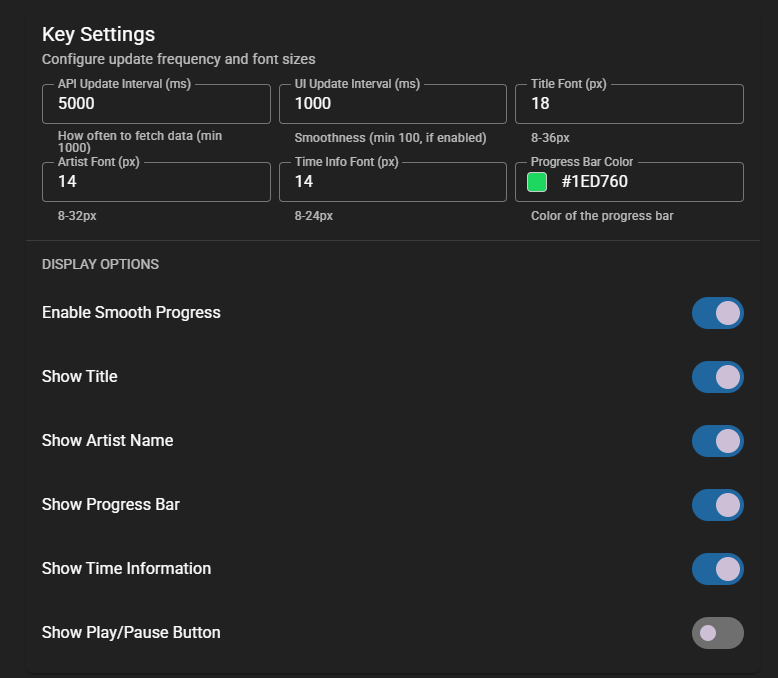 Key Settings
Configure update frequency and font sizes
API Update Interval (ms)
5000
How often to fetch data (min
1000)
UI Update Interval (ms)
1000
Smoothness (min 100, if enabled)
Title Font (px)
18
8-36px
Artist Font (px)
14
8-32px
Time Info Font (px)
14
8-24px
Progress Bar Color
#1ED760
Color of the progress bar
DISPLAY OPTIONS
Enable Smooth Progress
Show Title
Show Artist Name
Show Progress Bar
Show Time Information
Show Play/Pause Button